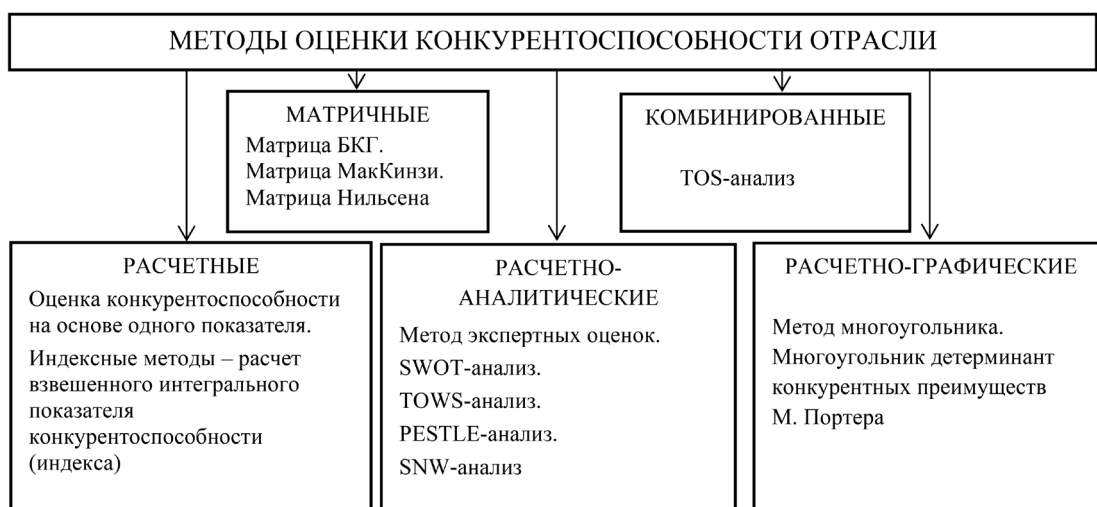 МЕТОДЫ ОЦЕНКИ КОНКУРЕНТОСПОСОБНОСТИ ОТРАСЛИ
МАТРИЧНЫЕ
Матрица БКГ.
Матрица МакКинзи.
Матрица Нильсена
КОМБИНИРОВАННЫЕ
TOS-анализ
РАСЧЕТНЫЕ
Оценка конкурентоспособности
на основе одного показателя.
Индексные методы – расчет
взвешенного интегрального
показателя
конкурентоспособности
(индекса)
РАСЧЕТНО-
АНАЛИТИЧЕСКИЕ
Метод экспертных оценок.
SWOT-анализ.
TOWS-анализ.
PESTLE-анализ.
SNW-анализ
РАСЧЕТНО-ГРАФИЧЕСКИЕ
Метод многоугольника.
Многоугольник детерминант
конкурентных преимуществ
М. Портера